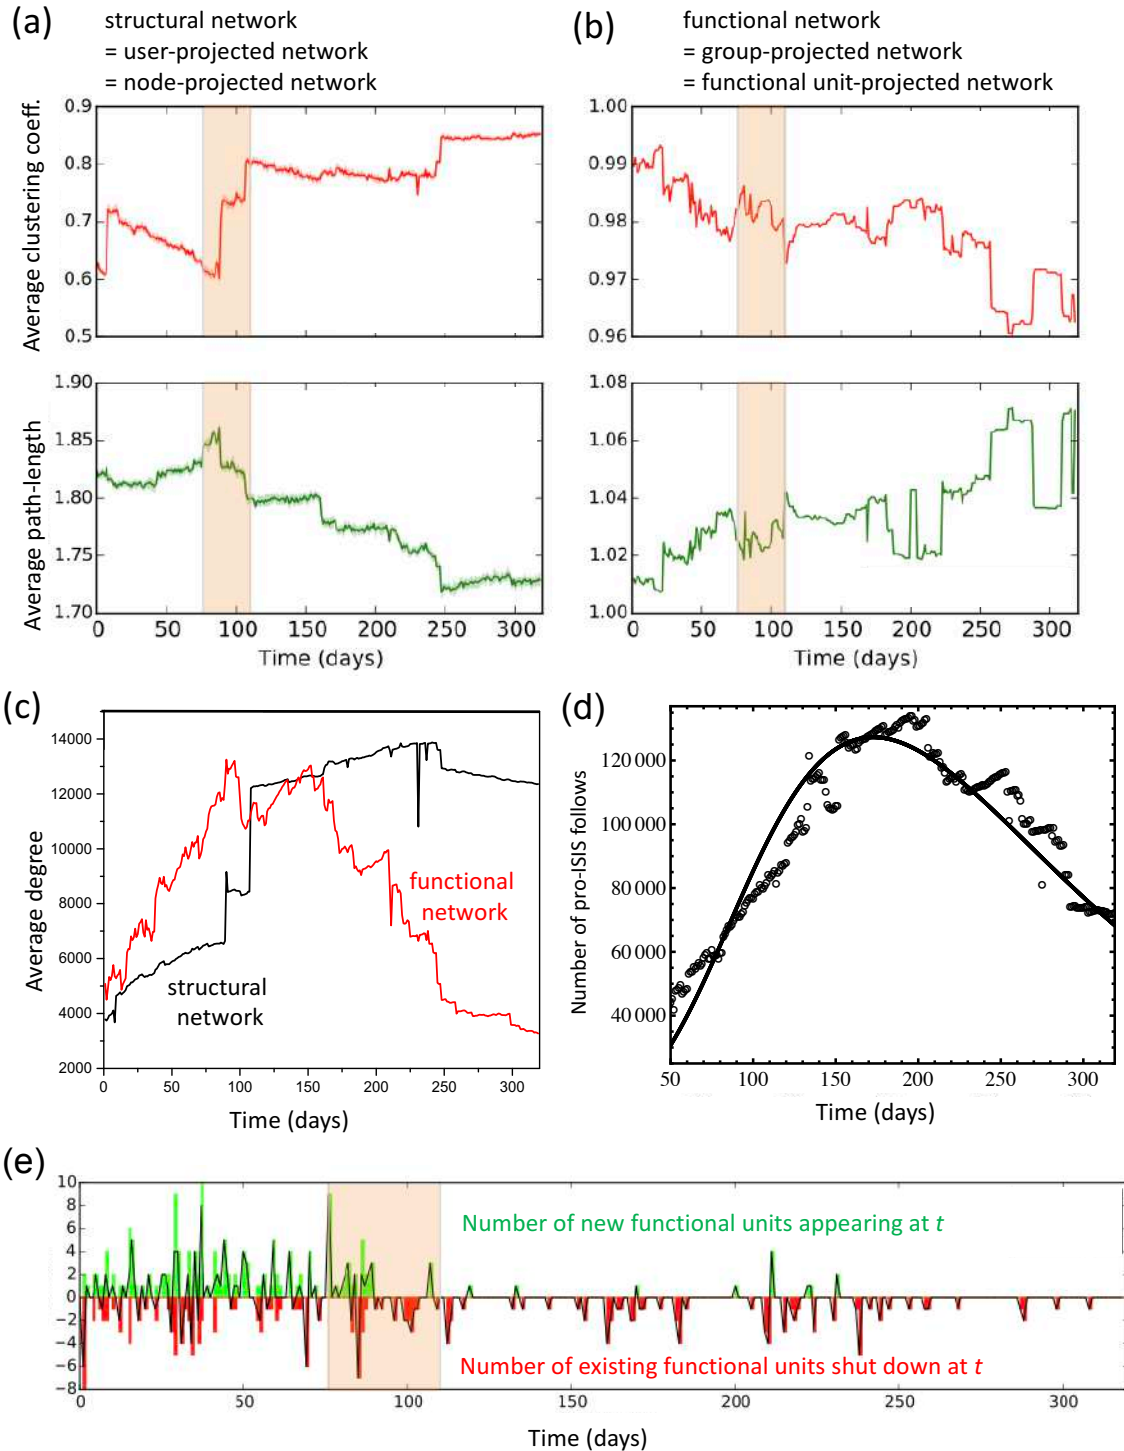 (a)
structural network
= user-projected network
= node-projected network
(b)
functional network
= group-projected network
= functional unit-projected network
Average clustering coeff.
0.9
0.8
0.7
0.6
0.5
1.00
0.99
0.98
0.97
0.96
Average path-length
1.90
1.85
1.80
1.75
1.70
0 50 100 150 200 250 300
Time (days)
1.08
1.06
1.04
1.02
1.00
0 50 100 150 200 250 300
Time (days)
(c)
Average degree
14000
12000
10000
8000
6000
4000
2000
functional
network
structural
network
0 50 100 150 200 250 300
Time (days)
(d)
Number of pro-ISIS follows
120 000
100 000
80 000
60 000
40 000
50 100 150 200 250 300
Time (days)
(e)
10
8
6
4
2
0
−2
−4
−6
−8
Number of new functional units appearing at t
Number of existing functional units shut down at t
0 50 100 150 200 250 300
Time (days)